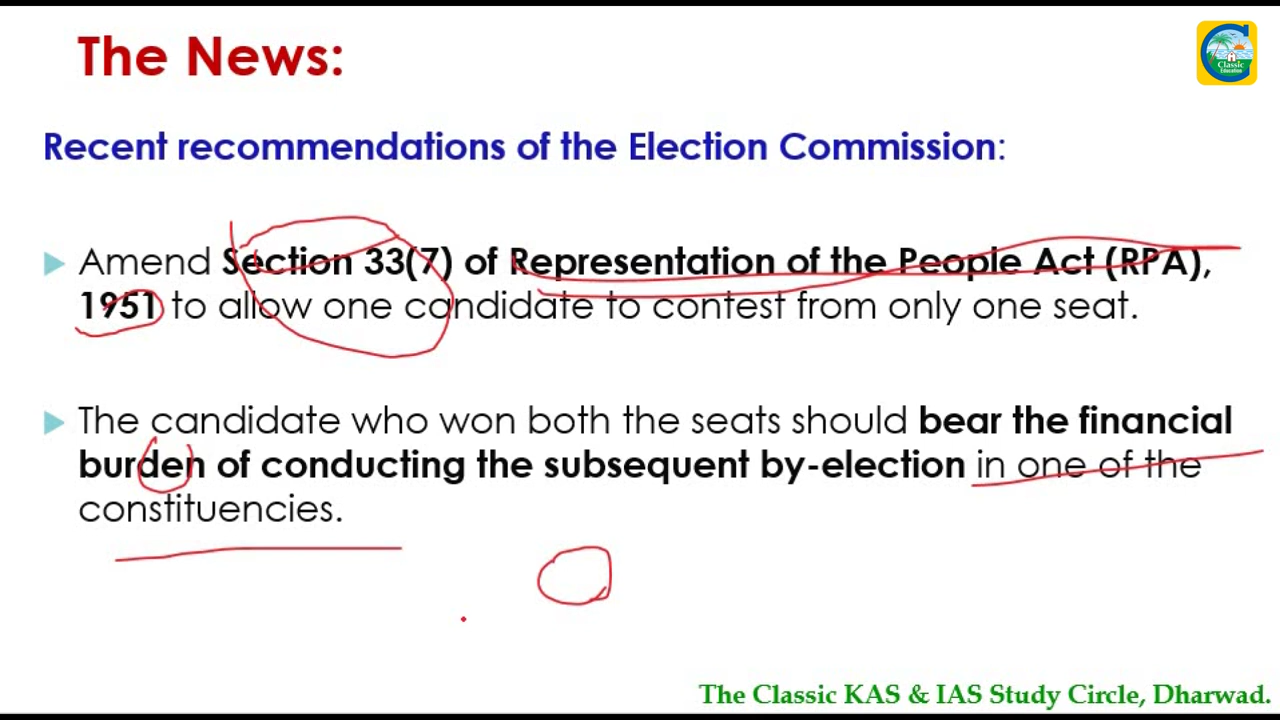 The News:
Classic
Education
Recent recommendations of the Election Commission:
Amend Section 33(7) of Representation of the People Act (RPA),
1951 to allow one candidate to contest from only one seat.
The candidate who won both the seats should bear the financial
burden of conducting the subsequent by-election in one of the
constituencies.
The Classic KAS & IAS Study Circle, Dharwad.